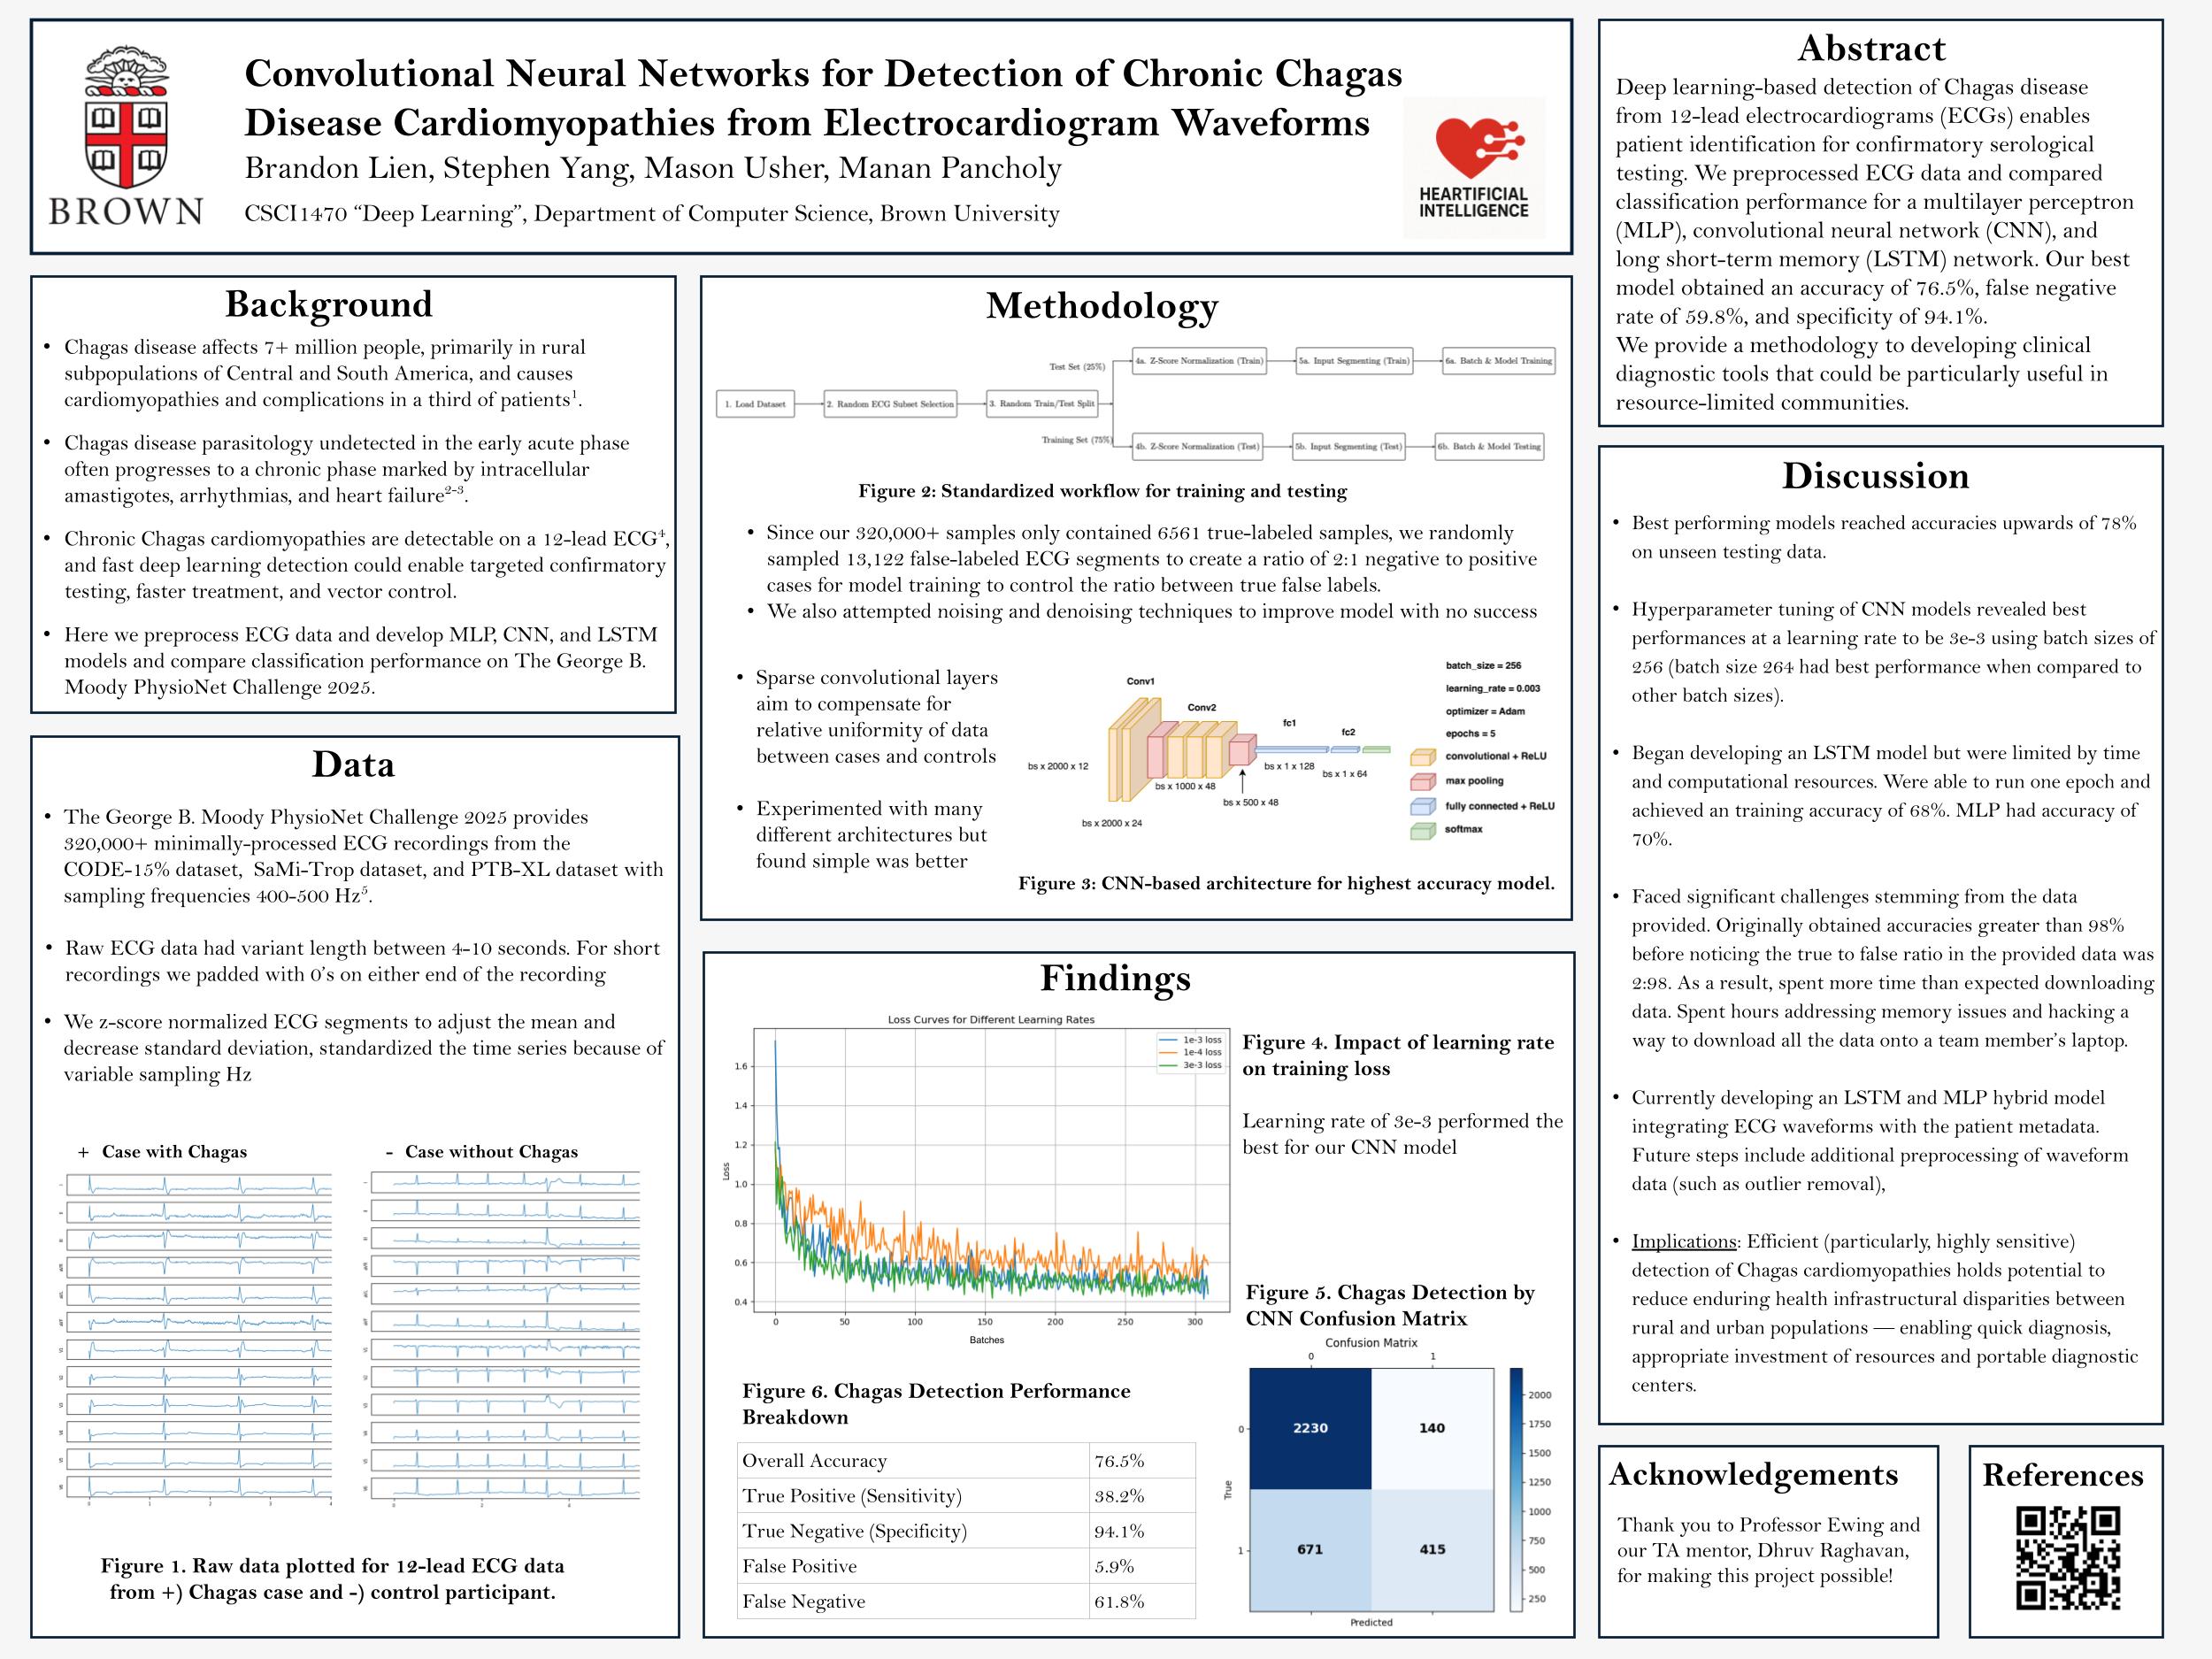 BROWN
Convolutional Neural Networks for Detection of Chronic Chagas
Disease Cardiomyopathies from Electrocardiogram Waveforms
Brandon Lien, Stephen Yang, Mason Usher, Manan Pancholy
CSCI1470 “Deep Learning”, Department of Computer Science, Brown University
HEARTIFICIAL
INTELLIGENCE
Background
• Chagas disease affects 7+ million people, primarily in rural
subpopulations of Central and South America, and causes
cardiomyopathies and complications in a third of patients¹.
• Chagas disease parasitology undetected in the early acute phase
often progresses to a chronic phase marked by intracellular
amastigotes, arrhythmias, and heart failure²⁻³.
• Chronic Chagas cardiomyopathies are detectable on a 12-lead ECG⁴,
and fast deep learning detection could enable targeted confirmatory
testing, faster treatment, and vector control.
• Here we preprocess ECG data and develop MLP, CNN, and LSTM
models and compare classification performance on The George B.
Moody PhysioNet Challenge 2025.
Data
• The George B. Moody PhysioNet Challenge 2025 provides
320,000+ minimally-processed ECG recordings from the
CODE-15% dataset, SaMi-Trop dataset, and PTB-XL dataset with
sampling frequencies 400-500 Hz⁵.
• Raw ECG data had variant length between 4-10 seconds. For short
recordings we padded with 0's on either end of the recording
• We z-score normalized ECG segments to adjust the mean and
decrease standard deviation, standardized the time series because of
variable sampling Hz
+ Case with Chagas
- Case without Chagas
Figure 1. Raw data plotted for 12-lead ECG data
from +) Chagas case and -) control participant.
Methodology
1. Load Dataset
2. Random ECG Subset Selection
3. Random Train/Test Split
Test Set (25%)
4a. Z-Score Normalization (Train)
5a. Input Segmenting (Train)
6a. Batch & Model Training
Training Set (75%)
4b. Z-Score Normalization (Test)
5b. Input Segmenting (Test)
6b. Batch & Model Testing
Figure 2: Standardized workflow for training and testing
• Since our 320,000+ samples only contained 6561 true-labeled samples, we randomly
sampled 13,122 false-labeled ECG segments to create a ratio of 2:1 negative to positive
cases for model training to control the ratio between true false labels.
• We also attempted noising and denoising techniques to improve model with no success
• Sparse convolutional layers
aim to compensate for
relative uniformity of data
between cases and controls
• Experimented with many
different architectures but
found simple was better
Conv1
Conv2
fc1
fc2
bs x 2000 x 12
bs x 2000 x 24
bs x 1000 x 48
bs x 500 x 48
bs x 1 x 128
bs x 1 x 64
batch_size = 256
learning_rate = 0.003
optimizer = Adam
epochs = 5
convolutional + ReLU
max pooling
fully connected + ReLU
softmax
Figure 3: CNN-based architecture for highest accuracy model.
Findings
Loss Curves for Different Learning Rates
1e-3 loss
1e-4 loss
3e-3 loss
Loss
1.6
1.4
1.2
1.0
0.8
0.6
0.4
0 50 100 150 200 250 300
Batches
Figure 4. Impact of learning rate
on training loss
Learning rate of 3e-3 performed the
best for our CNN model
Figure 5. Chagas Detection by
CNN Confusion Matrix
Confusion Matrix
0 1
0 2230 140
1 671 415
True
Predicted
2000
1750
1500
1250
1000
750
500
250
Figure 6. Chagas Detection Performance
Breakdown
Overall Accuracy 76.5%
True Positive (Sensitivity) 38.2%
True Negative (Specificity) 94.1%
False Positive 5.9%
False Negative 61.8%
Abstract
Deep learning-based detection of Chagas disease
from 12-lead electrocardiograms (ECGs) enables
patient identification for confirmatory serological
testing. We preprocessed ECG data and compared
classification performance for a multilayer perceptron
(MLP), convolutional neural network (CNN), and
long short-term memory (LSTM) network. Our best
model obtained an accuracy of 76.5%, false negative
rate of 59.8%, and specificity of 94.1%.
We provide a methodology to developing clinical
diagnostic tools that could be particularly useful in
resource-limited communities.
Discussion
• Best performing models reached accuracies upwards of 78%
on unseen testing data.
• Hyperparameter tuning of CNN models revealed best
performances at a learning rate to be 3e-3 using batch sizes of
256 (batch size 264 had best performance when compared to
other batch sizes).
• Began developing an LSTM model but were limited by time
and computational resources. Were able to run one epoch and
achieved an training accuracy of 68%. MLP had accuracy of
70%.
• Faced significant challenges stemming from the data
provided. Originally obtained accuracies greater than 98%
before noticing the true to false ratio in the provided data was
2:98. As a result, spent more time than expected downloading
data. Spent hours addressing memory issues and hacking a
way to download all the data onto a team member's laptop.
• Currently developing an LSTM and MLP hybrid model
integrating ECG waveforms with the patient metadata.
Future steps include additional preprocessing of waveform
data (such as outlier removal),
• Implications: Efficient (particularly, highly sensitive)
detection of Chagas cardiomyopathies holds potential to
reduce enduring health infrastructural disparities between
rural and urban populations — enabling quick diagnosis,
appropriate investment of resources and portable diagnostic
centers.
Acknowledgements
Thank you to Professor Ewing and
our TA mentor, Dhruv Raghavan,
for making this project possible!
References